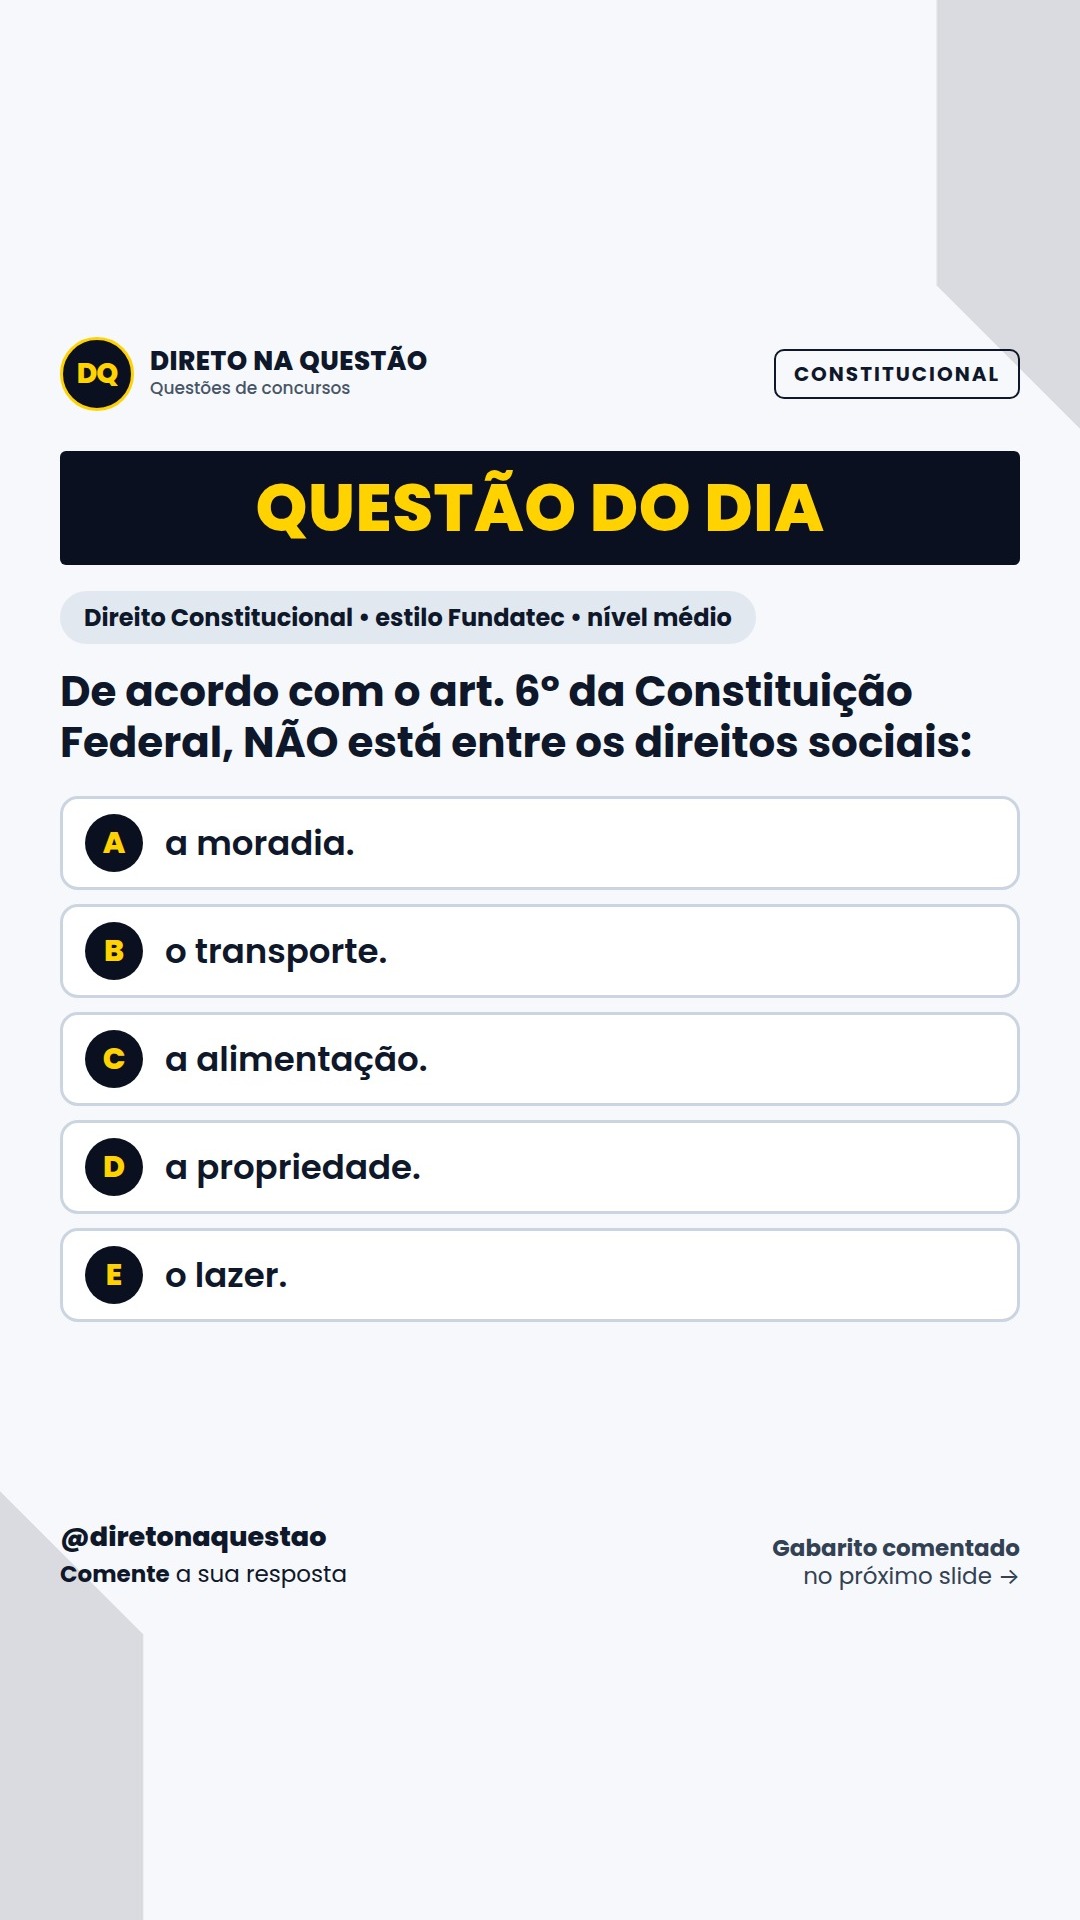 DQ
DIRETO NA QUESTÃO
Questões de concursos
CONSTITUCIONAL
QUESTÃO DO DIA
Direito Constitucional • estilo Fundatec • nível médio
De acordo com o art. 6º da Constituição
Federal, NÃO está entre os direitos sociais:
A a moradia.
B o transporte.
C a alimentação.
D a propriedade.
E o lazer.
@diretonaquestao
Comente a sua resposta
Gabarito comentado
no próximo slide →